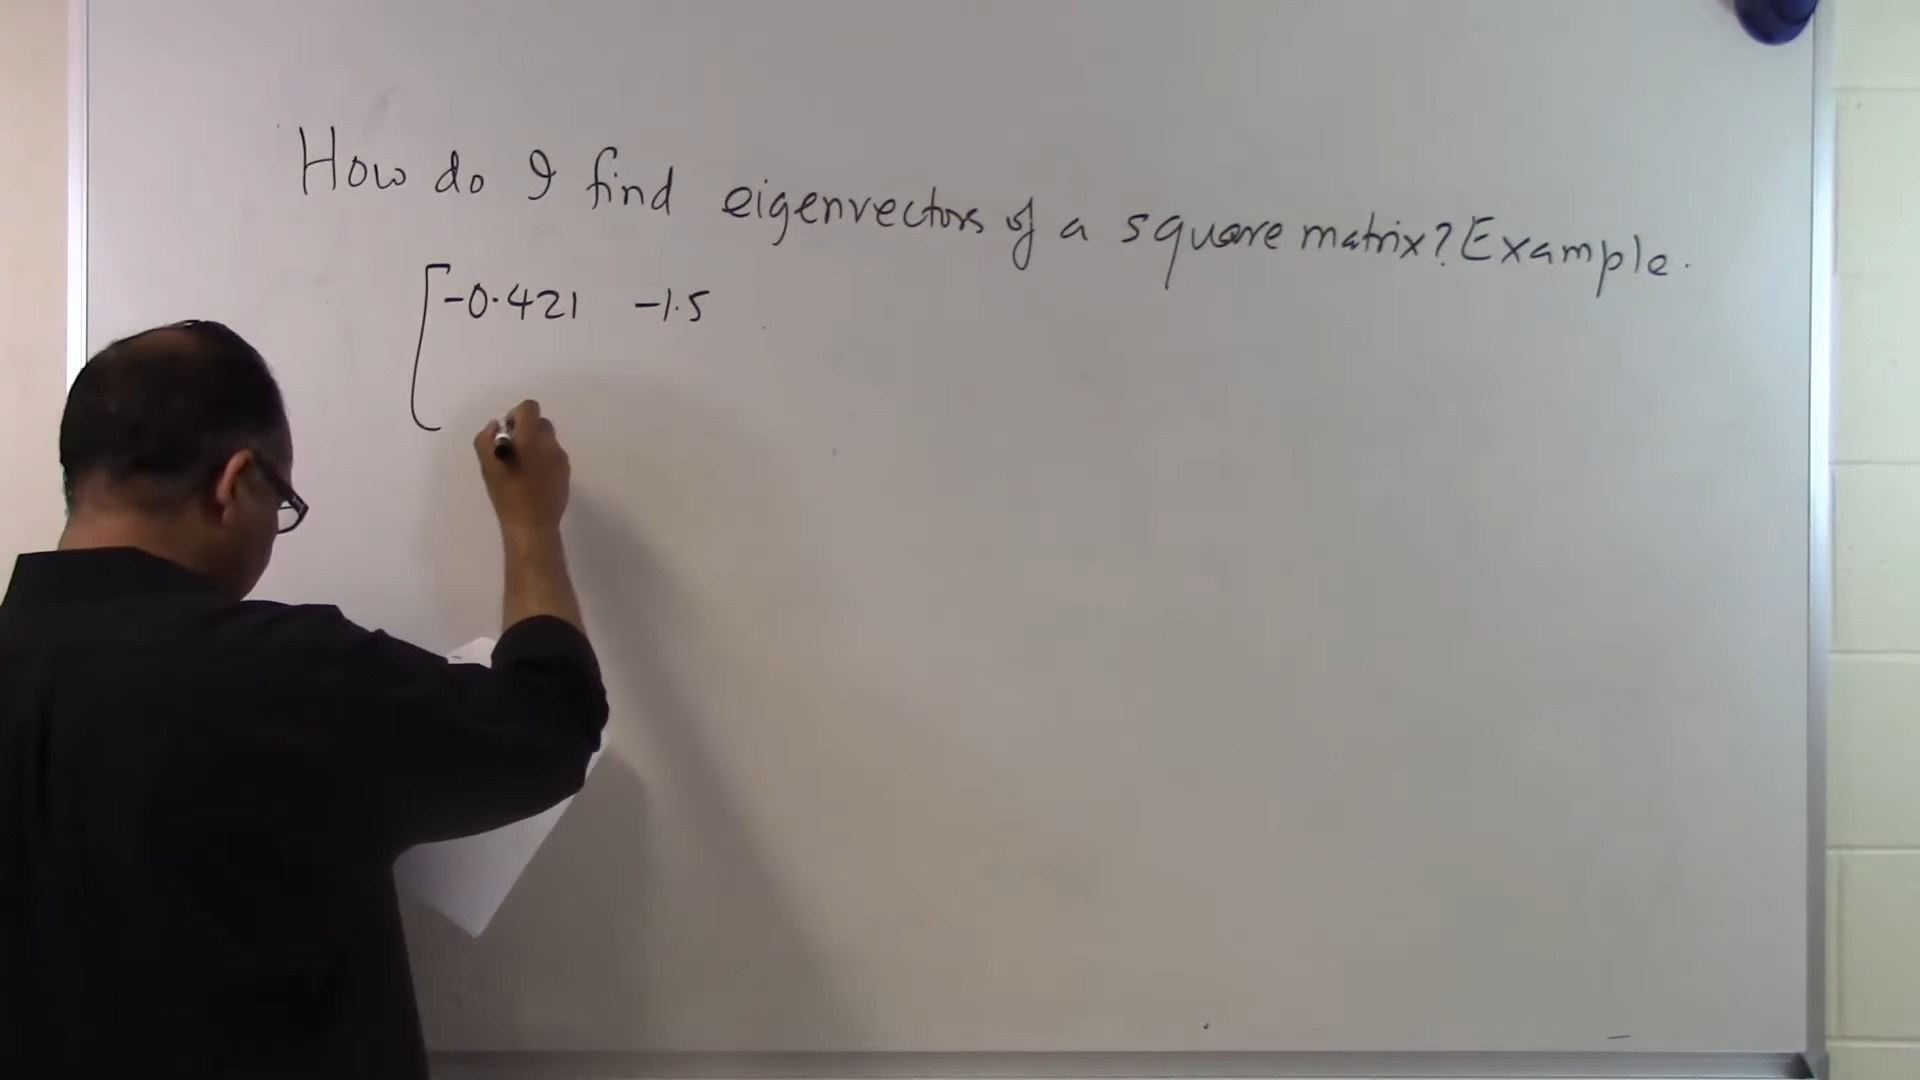 How do I find eigenvectors of a square matrix? Example.
[-0.421 -1.5